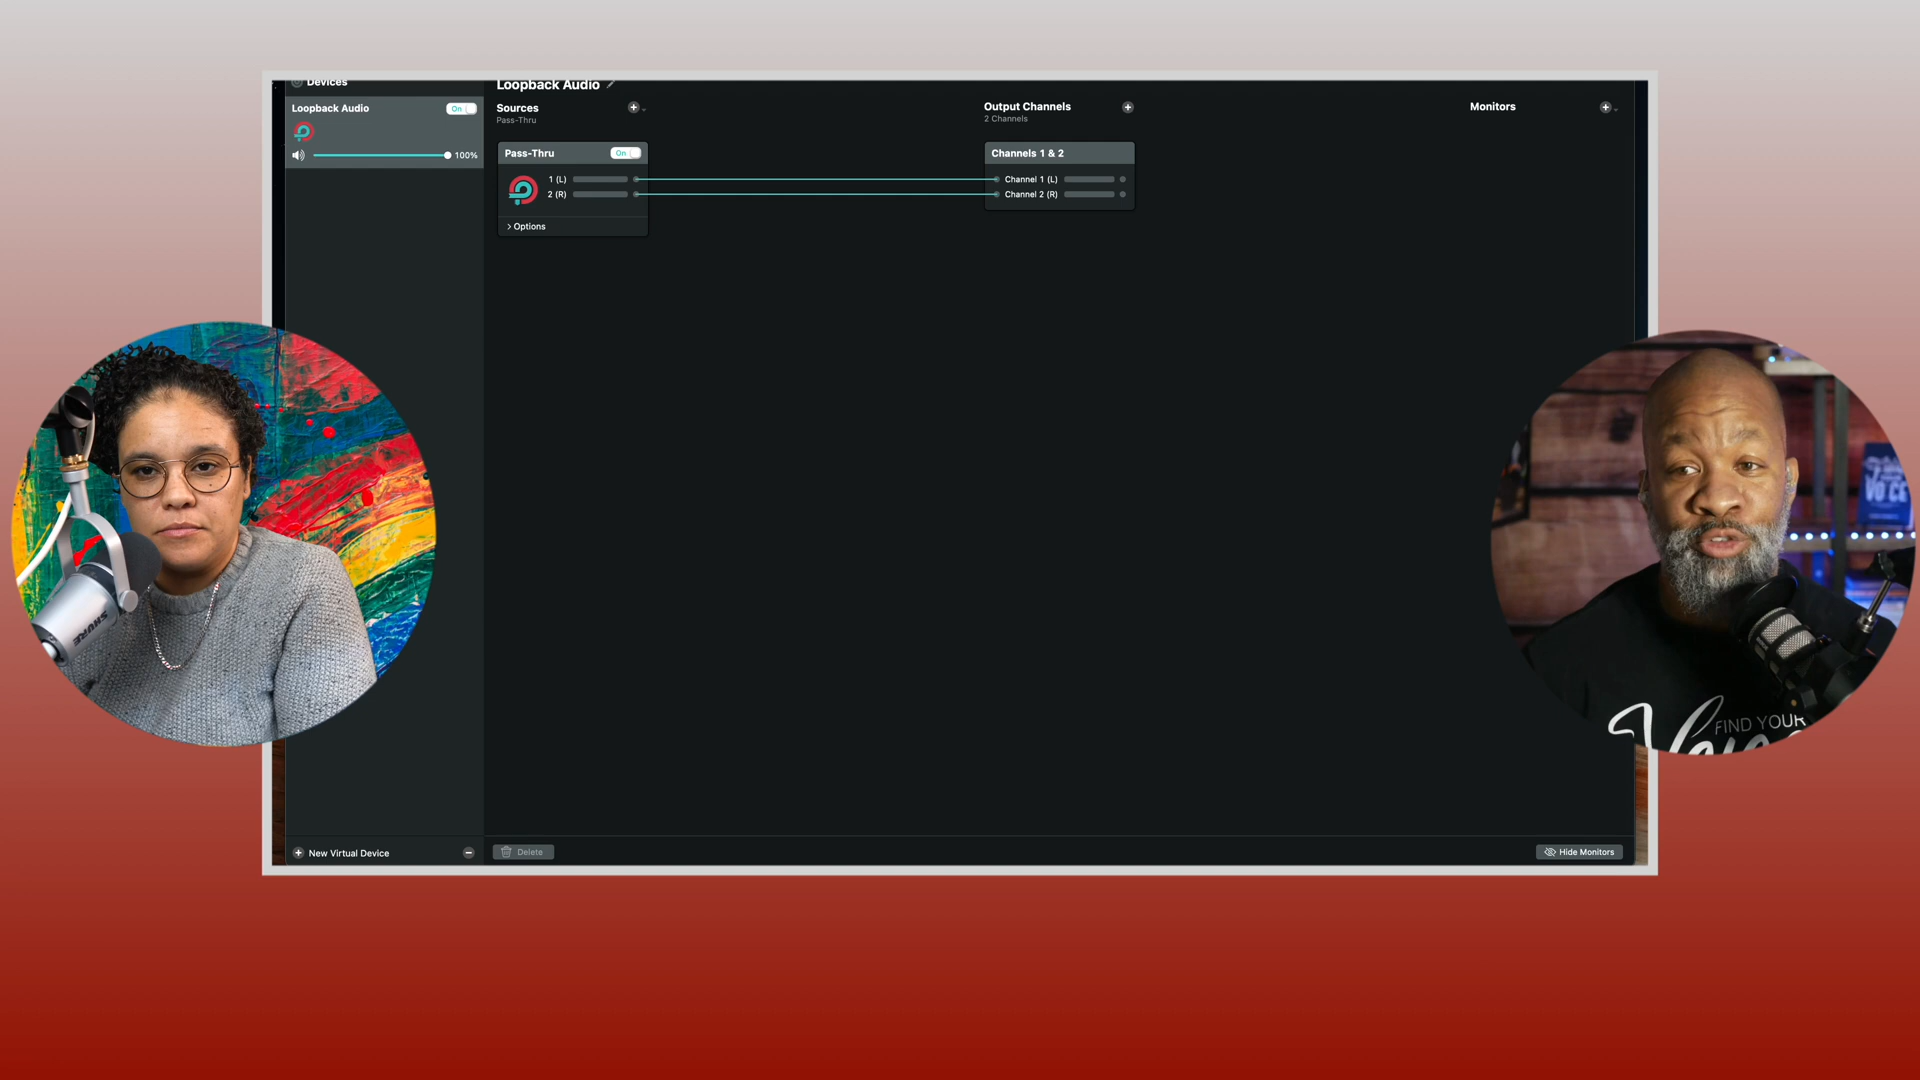 Devices
Loopback Audio
Loopback Audio
On
100%
Sources
Pass-Thru
Pass-Thru
On
1 (L)
2 (R)
Options
Output Channels
2 Channels
Channels 1 & 2
Channel 1 (L)
Channel 2 (R)
Monitors
SHURE
FIND YOUR
New Virtual Device
Delete
Hide Monitors